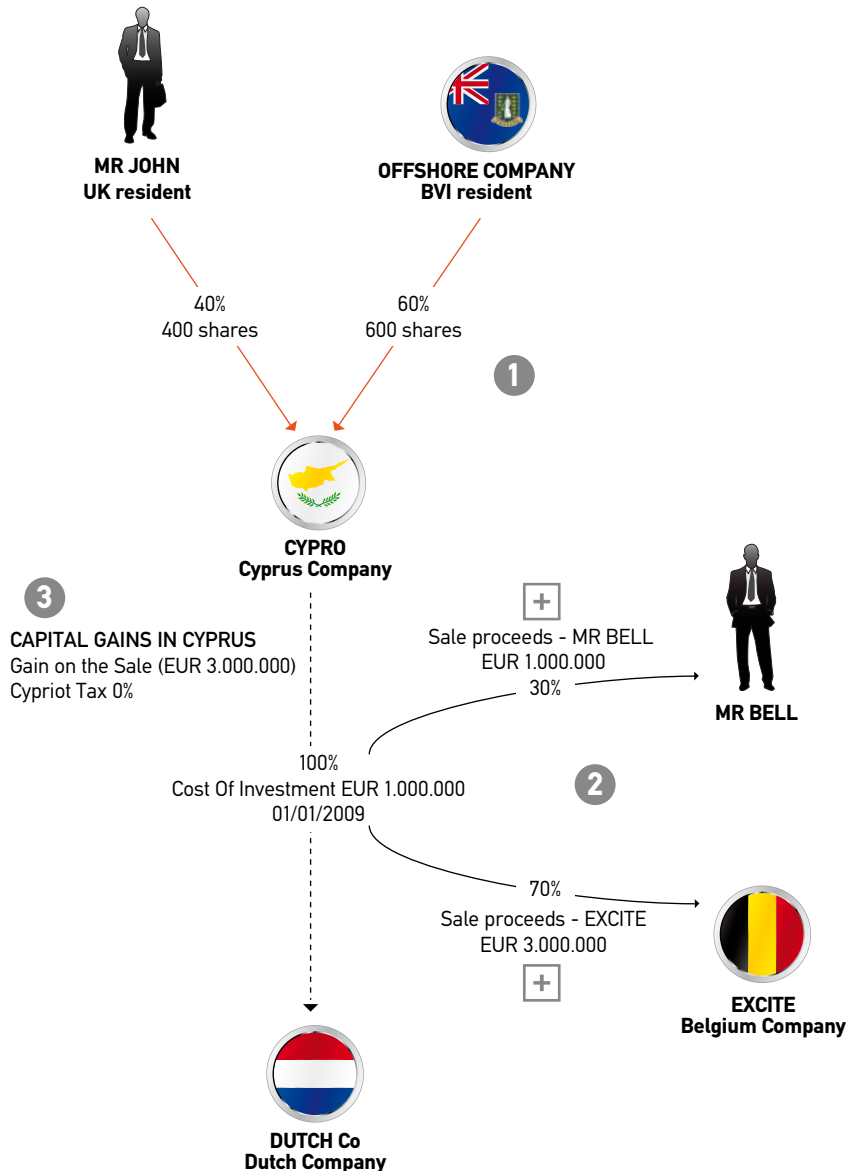 MR JOHN
UK resident
OFFSHORE COMPANY
BVI resident
40%
400 shares
60%
600 shares
1
CYPRO
Cyprus Company
3
CAPITAL GAINS IN CYPRUS
Gain on the Sale (EUR 3.000.000)
Cypriot Tax 0%
+
Sale proceeds - MR BELL
EUR 1.000.000
30%
MR BELL
100%
Cost Of Investment EUR 1.000.000
01/01/2009
2
70%
Sale proceeds - EXCITE
EUR 3.000.000
+
EXCITE
Belgium Company
DUTCH Co
Dutch Company